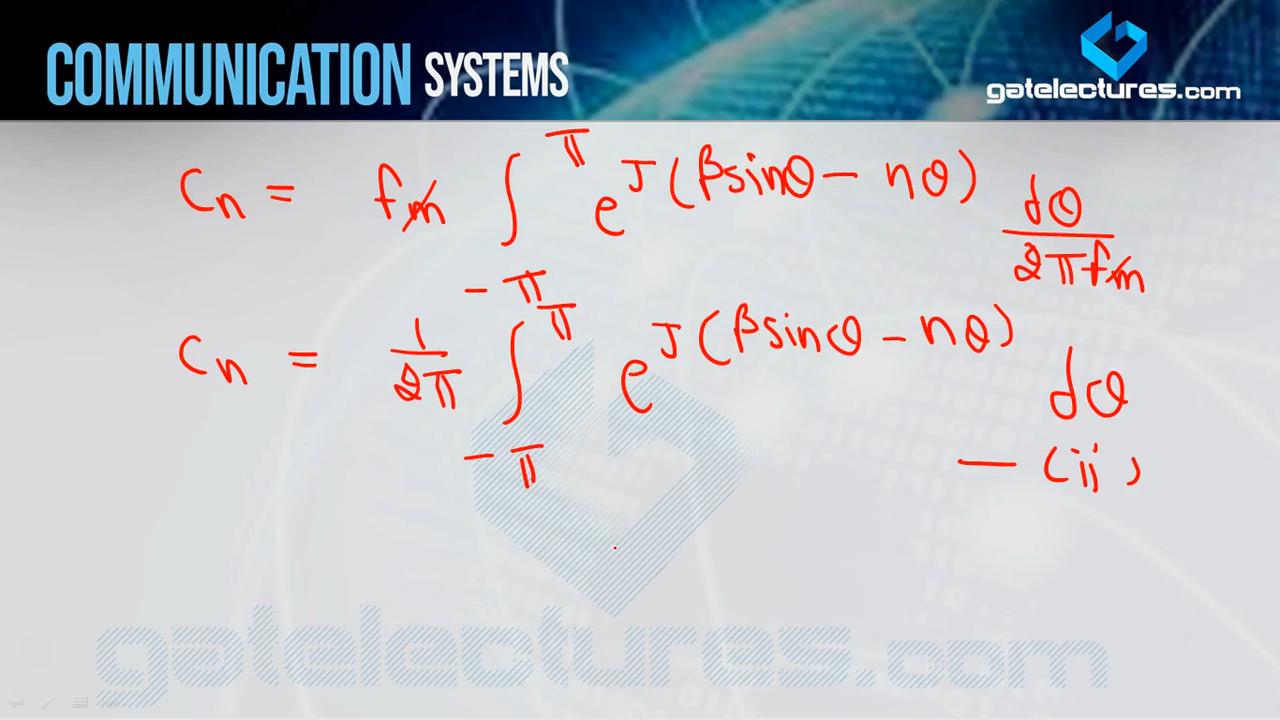 COMMUNICATION SYSTEMS
gatelectures.com
Cn = fm ∫_{-π}^{π} e^{J(βsinθ - nθ)} dθ/2πfm
Cn = 1/2π ∫_{-π}^{π} e^{J(βsinθ - nθ)} dθ
— (ii)
gatelectures.com